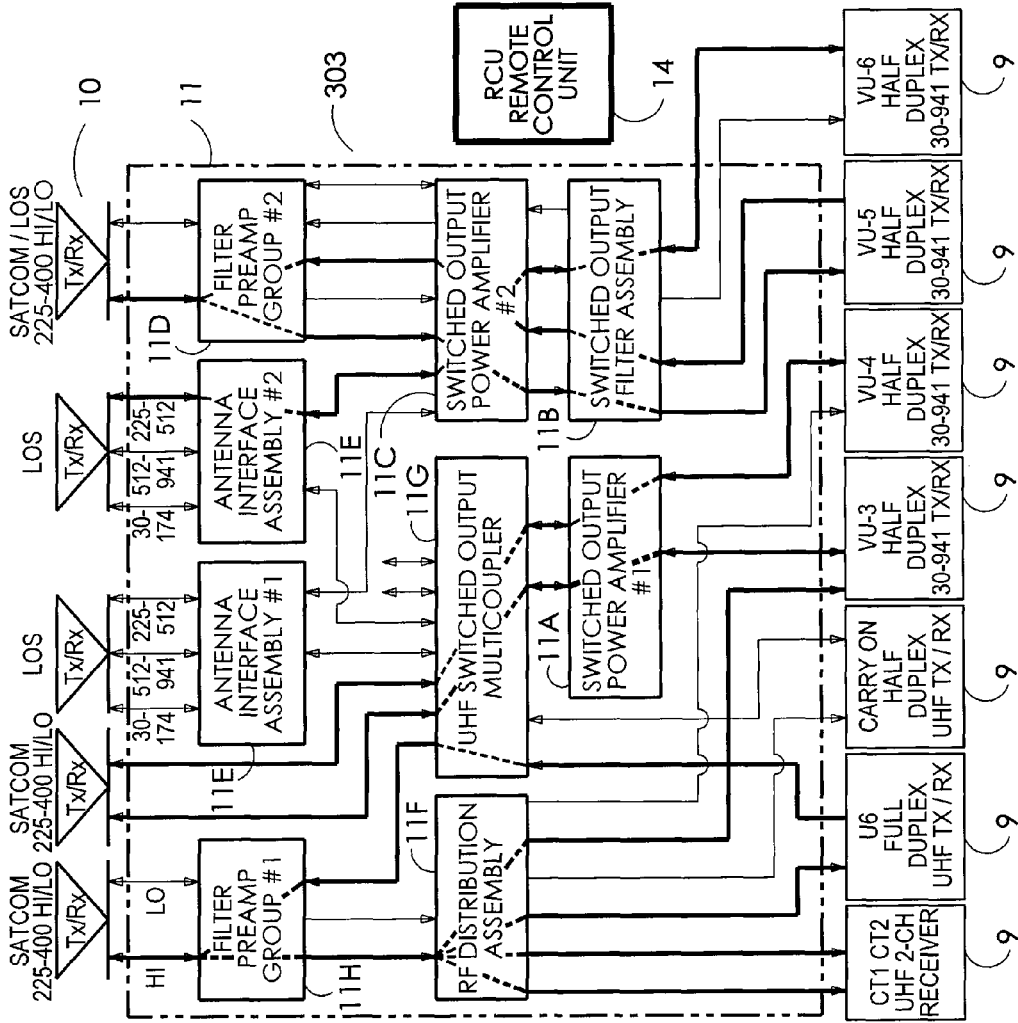 SATCOM
225-400 HI/LO
Tx/Rx
SATCOM
225-400 HI/LO
Tx/Rx
LOS
Tx/Rx
LOS
Tx/Rx
SATCOM / LOS
225-400 HI/LO
Tx/Rx
10
11
303
HI
LO
30-
174
512-
941
225-
512
30-
174
512-
941
225-
512
FILTER
PREAMP
GROUP #1
11H
ANTENNA
INTERFACE
ASSEMBLY #1
11E
ANTENNA
INTERFACE
ASSEMBLY #2
11E
FILTER
PREAMP
GROUP #2
11D
RCU
REMOTE
CONTROL
UNIT
14
RF DISTRIBUTION
ASSEMBLY
11F
UHF SWITCHED OUTPUT
MULTICOUPLER
11G
SWITCHED OUTPUT
POWER AMPLIFIER
#2
11C
SWITCHED OUTPUT
POWER AMPLIFIER
#1
11A
SWITCHED OUTPUT
FILTER ASSEMBLY
11B
CT1 CT2
UHF 2-CH
RECEIVER
9
U6
FULL
DUPLEX
UHF TX / RX
9
CARRY ON
HALF
DUPLEX
UHF TX / RX
9
VU-3
HALF
DUPLEX
30-941 TX/RX
9
VU-4
HALF
DUPLEX
30-941 TX/RX
9
VU-5
HALF
DUPLEX
30-941 TX/RX
9
VU-6
HALF
DUPLEX
30-941 TX/RX
9